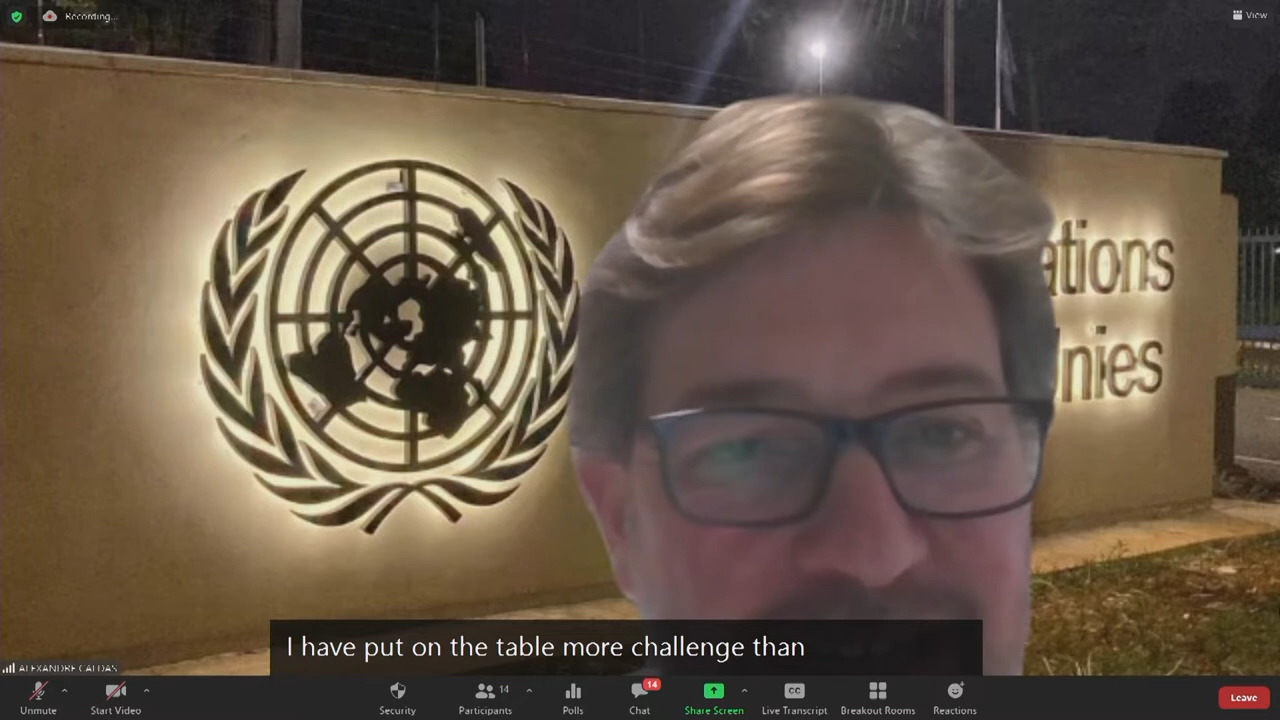 Recording...
View
ations
Unies
I have put on the table more challenge than
ALEXANDRE CALDAS
Unmute
Start Video
Security
Participants
14
Polls
Chat
14
Share Screen
CC
Live Transcript
Breakout Rooms
Reactions
Leave